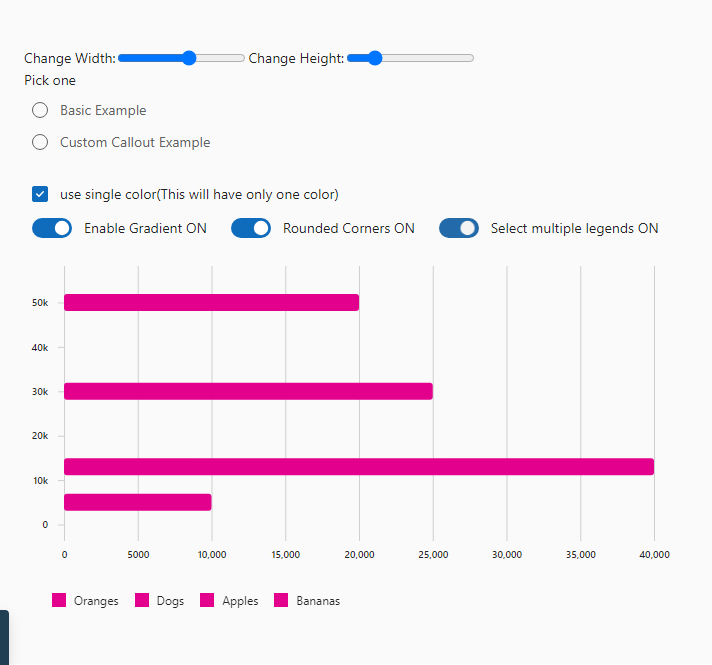 Change Width: Change Height:
Pick one
Basic Example
Custom Callout Example
use single color(This will have only one color)
Enable Gradient ON Rounded Corners ON Select multiple legends ON
50k
40k
30k
20k
10k
0
0 5000 10,000 15,000 20,000 25,000 30,000 35,000 40,000
Oranges Dogs Apples Bananas